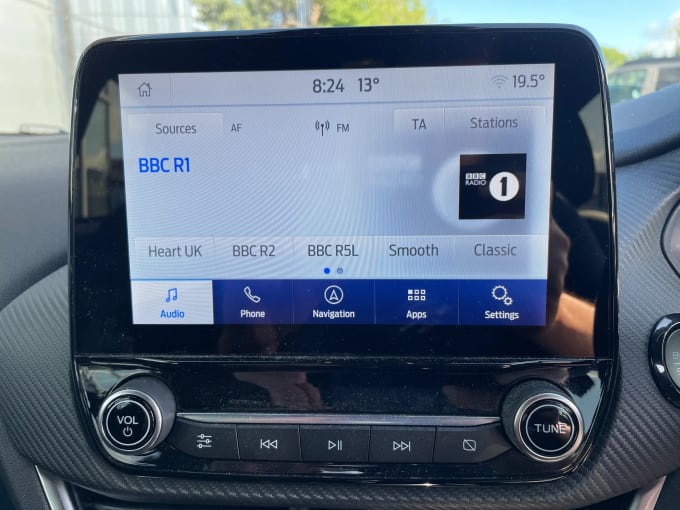 8:24 13° 19.5°
Sources AF FM TA Stations
BBC R1
BBC
RADIO 1
Heart UK BBC R2 BBC R5L Smooth Classic
Audio Phone Navigation Apps Settings
VOL TUNE